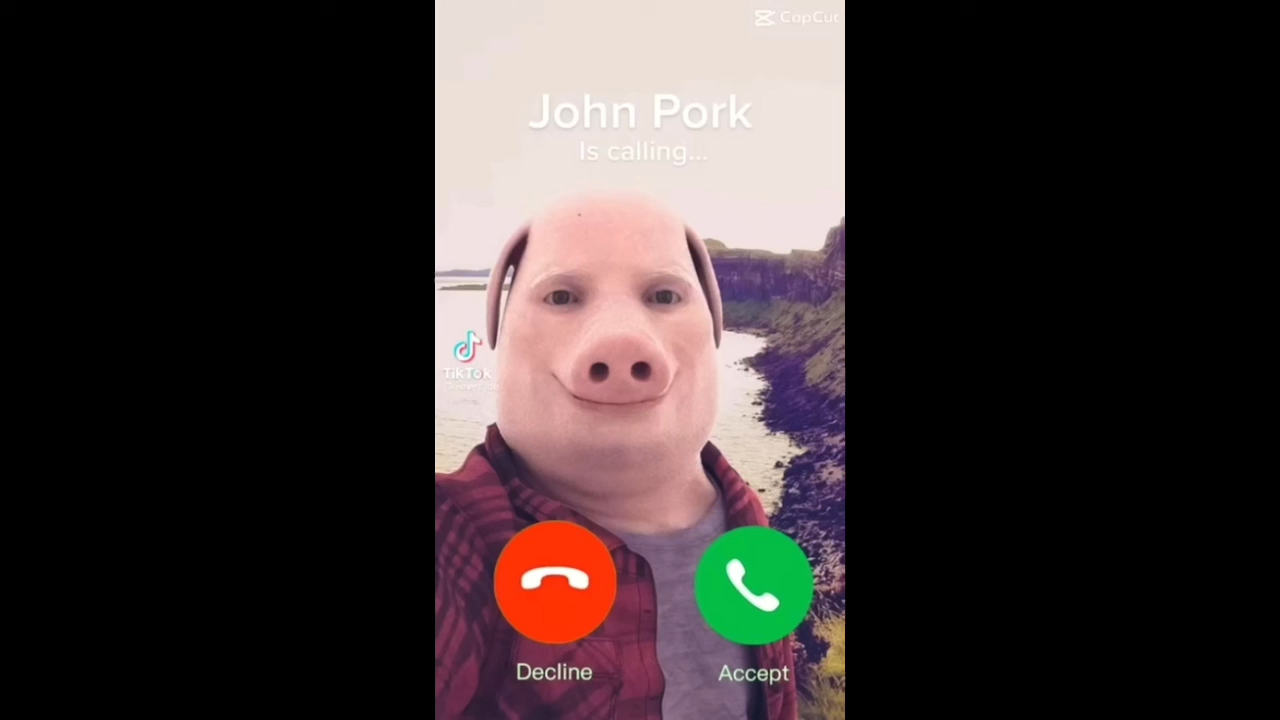 CapCut
John Pork
Is calling...
TikTok
Decline
Accept